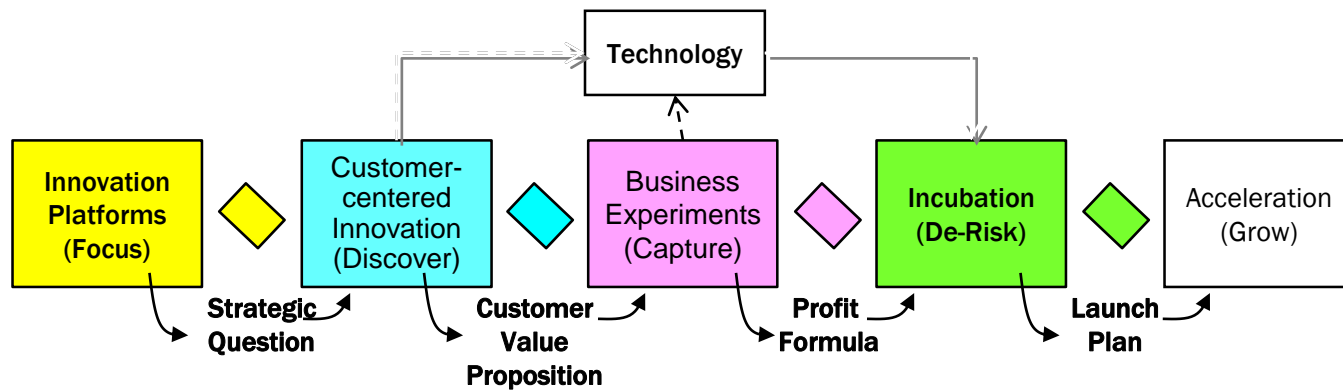 Technology
Innovation
Platforms
(Focus)
Customer-
centered
Innovation
(Discover)
Business
Experiments
(Capture)
Incubation
(De-Risk)
Acceleration
(Grow)
Strategic
Question
Customer
Value
Proposition
Profit
Formula
Launch
Plan